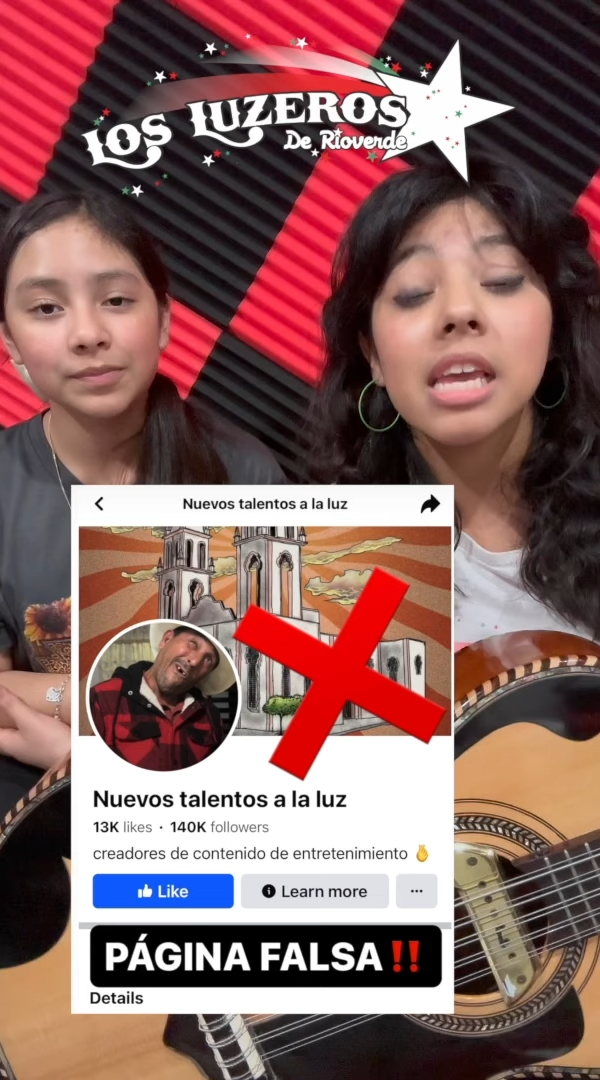 LOS LUZEROS
De Rioverde
Nuevos talentos a la luz
Nuevos talentos a la luz
13K likes · 140K followers
creadores de contenido de entretenimiento 🫰
Like
Learn more
...
PÁGINA FALSA‼️
Details